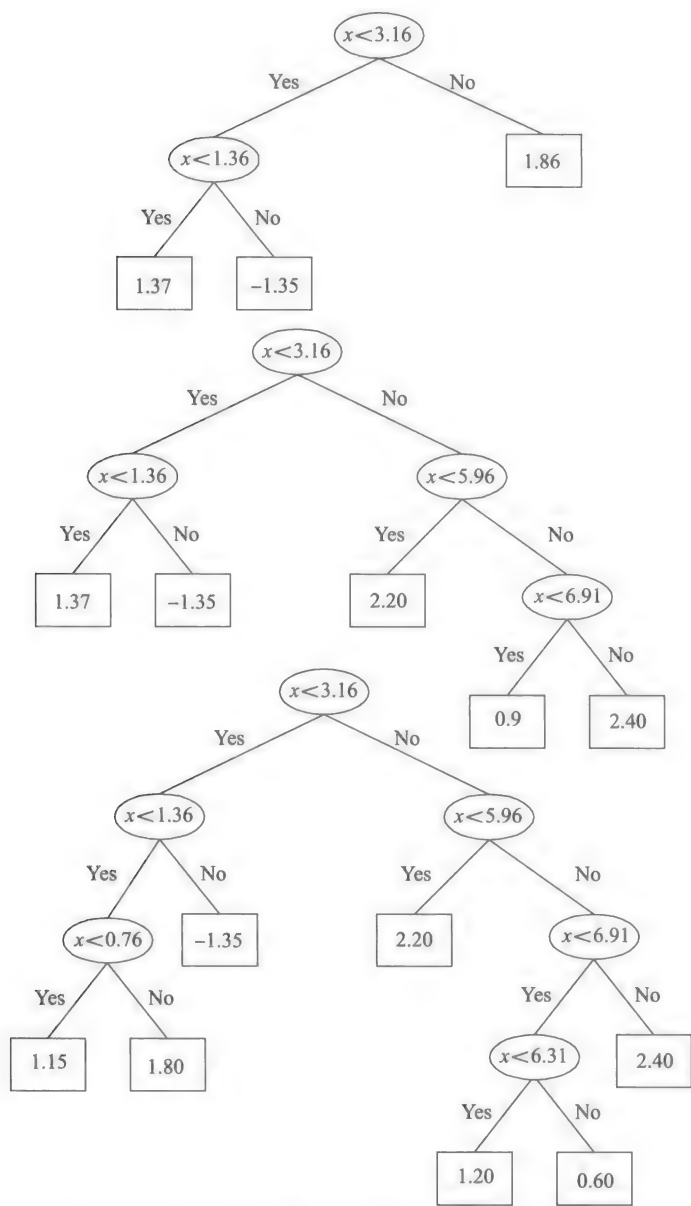 x<3.16
Yes No
x<1.36 1.86
Yes No
1.37 −1.35
x<3.16
Yes No
x<1.36 x<5.96
Yes No Yes No
1.37 −1.35 2.20 x<6.91
Yes No
0.9 2.40
x<3.16
Yes No
x<1.36 x<5.96
Yes No Yes No
x<0.76 −1.35 2.20 x<6.91
Yes No Yes No
1.15 1.80 x<6.31 2.40
Yes No
1.20 0.60